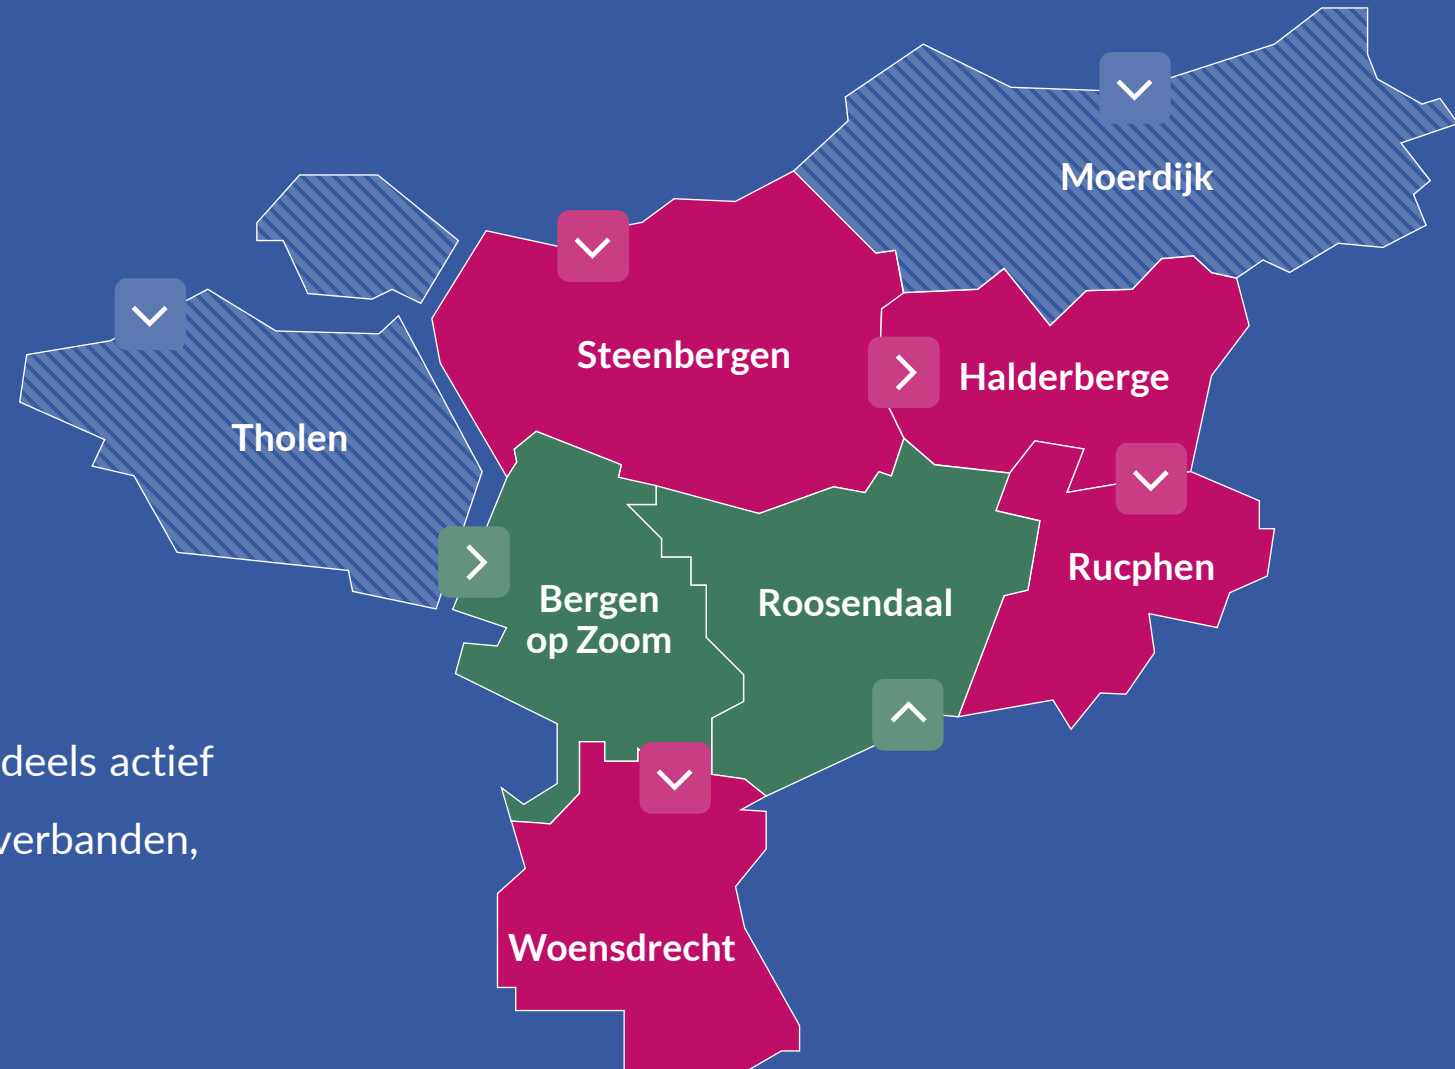 Moerdijk
Steenbergen
Halderberge
Tholen
Rucphen
Bergen
op Zoom
Roosendaal
deels actief
verbanden,
Woensdrecht